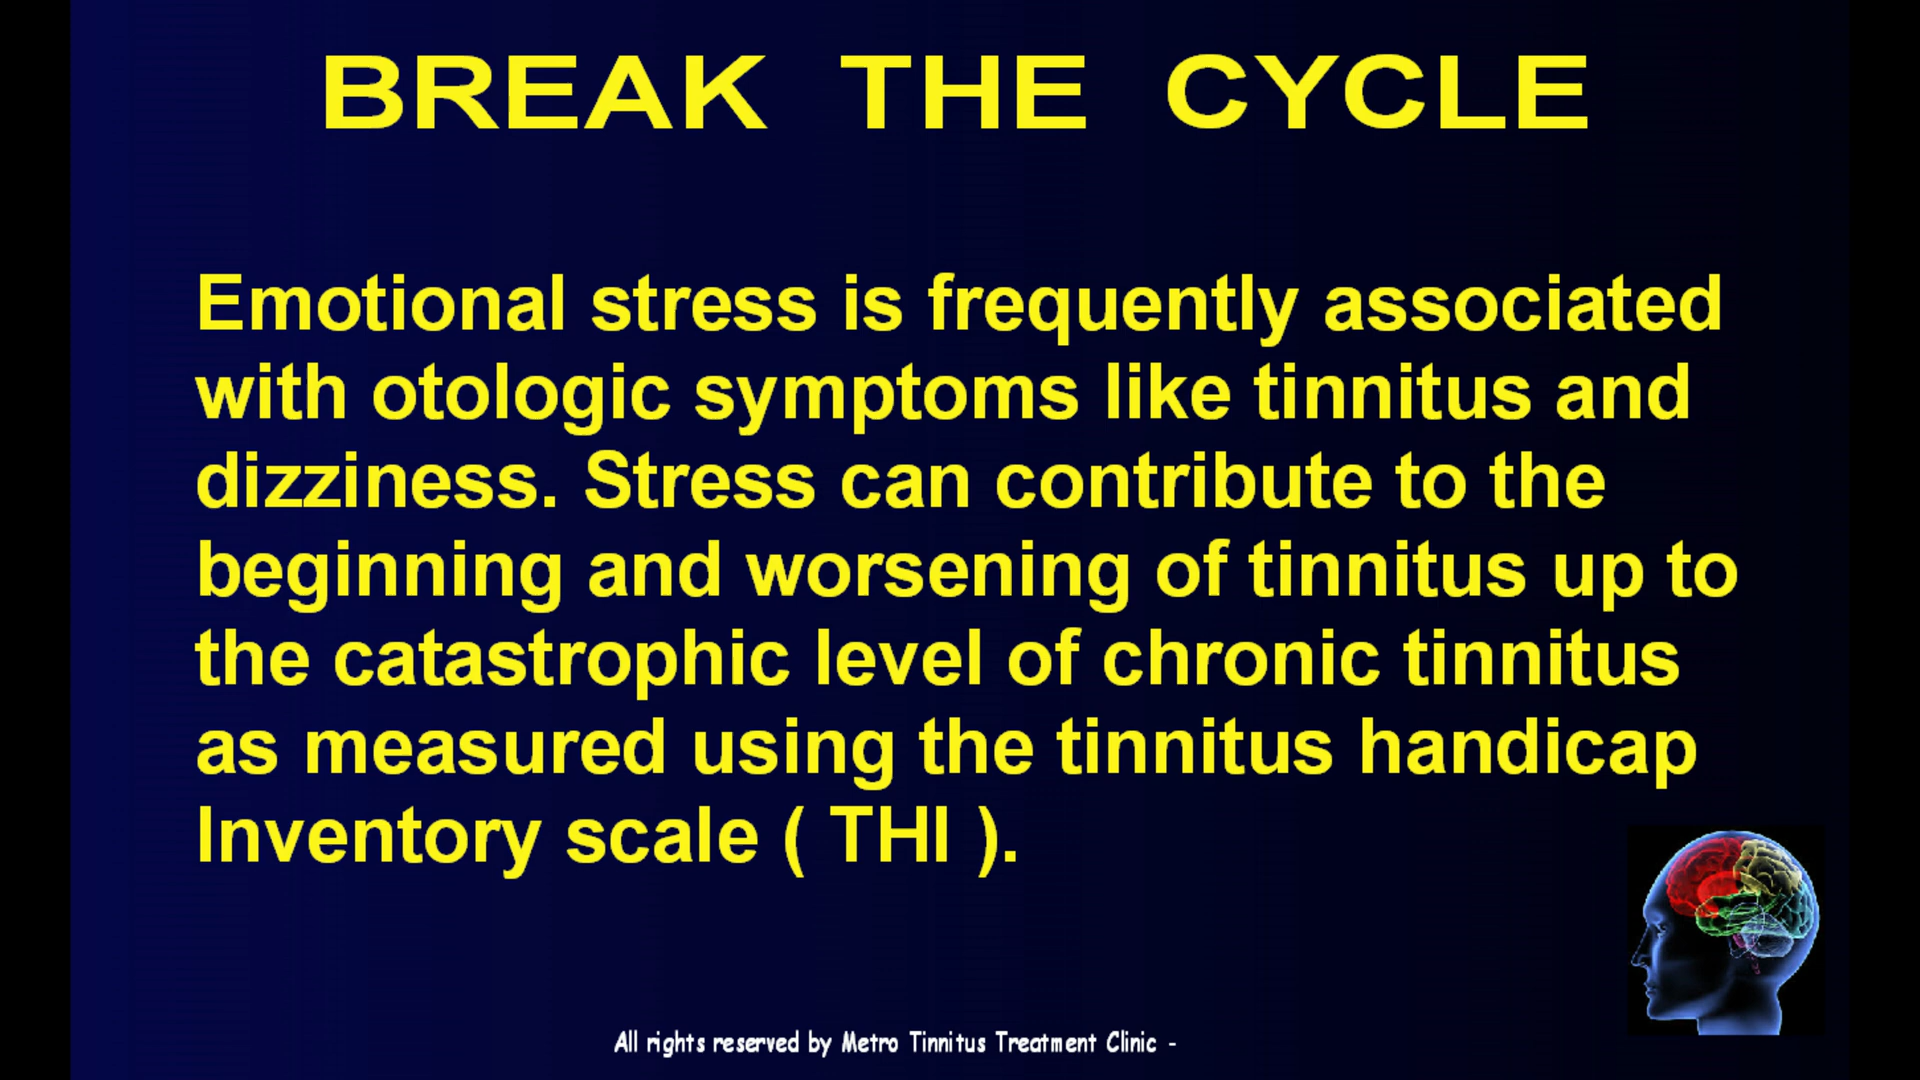 BREAK THE CYCLE
Emotional stress is frequently associated
with otologic symptoms like tinnitus and
dizziness. Stress can contribute to the
beginning and worsening of tinnitus up to
the catastrophic level of chronic tinnitus
as measured using the tinnitus handicap
Inventory scale ( THI ).
All rights reserved by Metro Tinnitus Treatment Clinic -